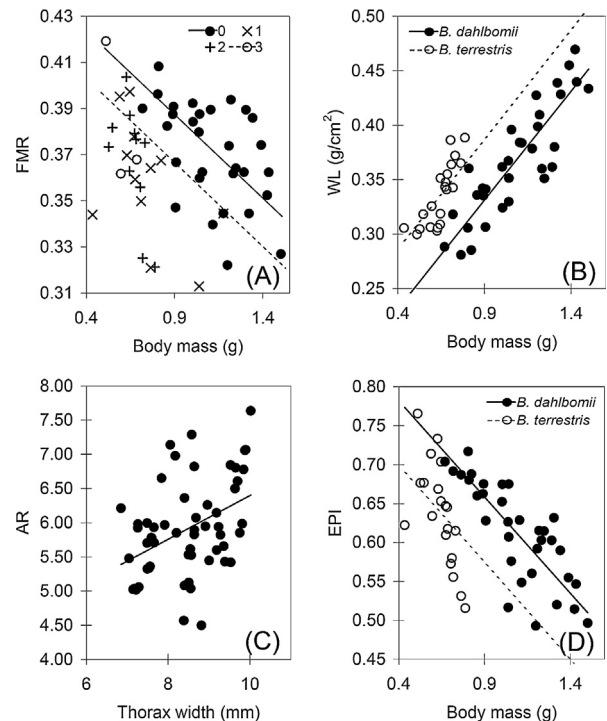 0.43
0.41
0.39
0.37
0.35
0.33
0.31
FMR
0 1
2 3
(A)
0.4 0.9 1.4
Body mass (g)
0.50
0.45
0.40
0.35
0.30
0.25
WL (g/cm²)
B. dahlbomii
B. terrestris
(B)
0.4 0.9 1.4
Body mass (g)
8.00
7.50
7.00
6.50
6.00
5.50
5.00
4.50
4.00
AR
(C)
6 8 10
Thorax width (mm)
0.80
0.75
0.70
0.65
0.60
0.55
0.50
0.45
EPI
B. dahlbomii
B. terrestris
(D)
0.4 0.9 1.4
Body mass (g)